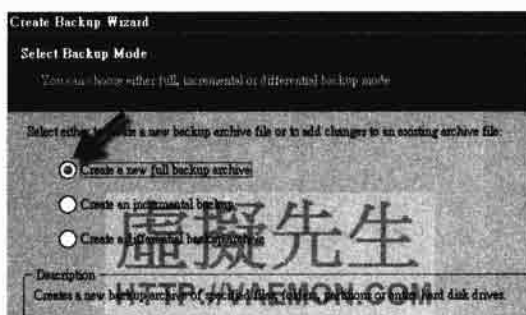 Create Backup Wizard
Select Backup Mode
You can choose either full, incremental or differential backup mode
Select either to a new backup archive file or to add changes to an existing archive file:
Create a new full backup archive
Create an incremental backup
Create a differential backup archive
虛擬先生
Description
Creates a new backup archive of specified files, folders, partitions or entire hard disk drives.
HTTP://VAEMON.COM